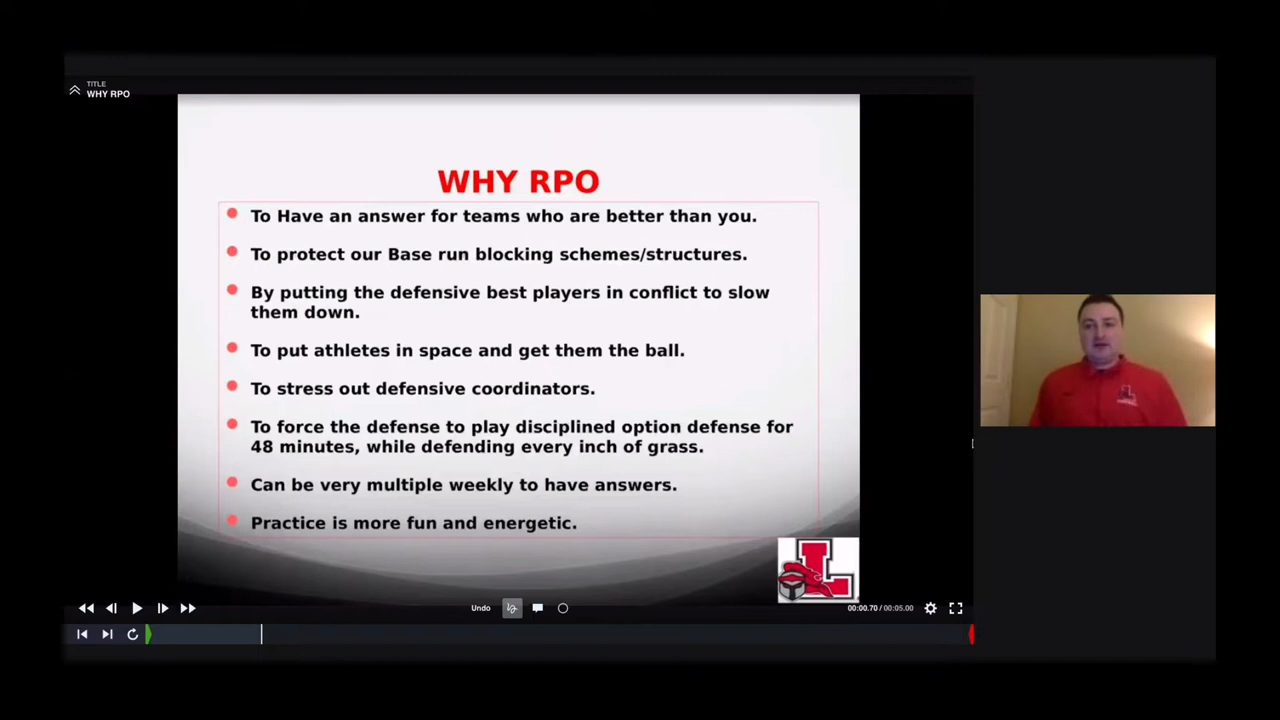 TITLE
WHY RPO
WHY RPO
To Have an answer for teams who are better than you.
To protect our Base run blocking schemes/structures.
By putting the defensive best players in conflict to slow
them down.
To put athletes in space and get them the ball.
To stress out defensive coordinators.
To force the defense to play disciplined option defense for
48 minutes, while defending every inch of grass.
Can be very multiple weekly to have answers.
Practice is more fun and energetic.
L
Undo
00:00.70 / 00:05.00
L